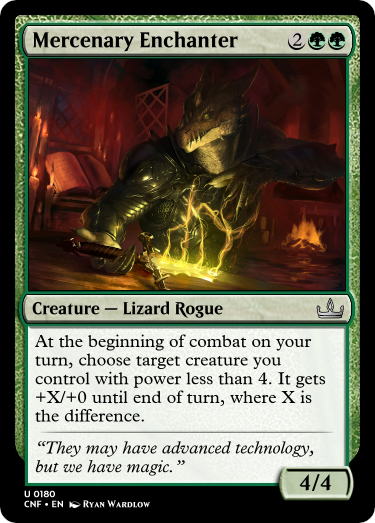 Mercenary Enchanter 2
Creature — Lizard Rogue
At the beginning of combat on your
turn, choose target creature you
control with power less than 4. It gets
+X/+0 until end of turn, where X is
the difference.
“They may have advanced technology,
but we have magic.”
4/4
U 0180
CNF • EN Ryan Wardlow